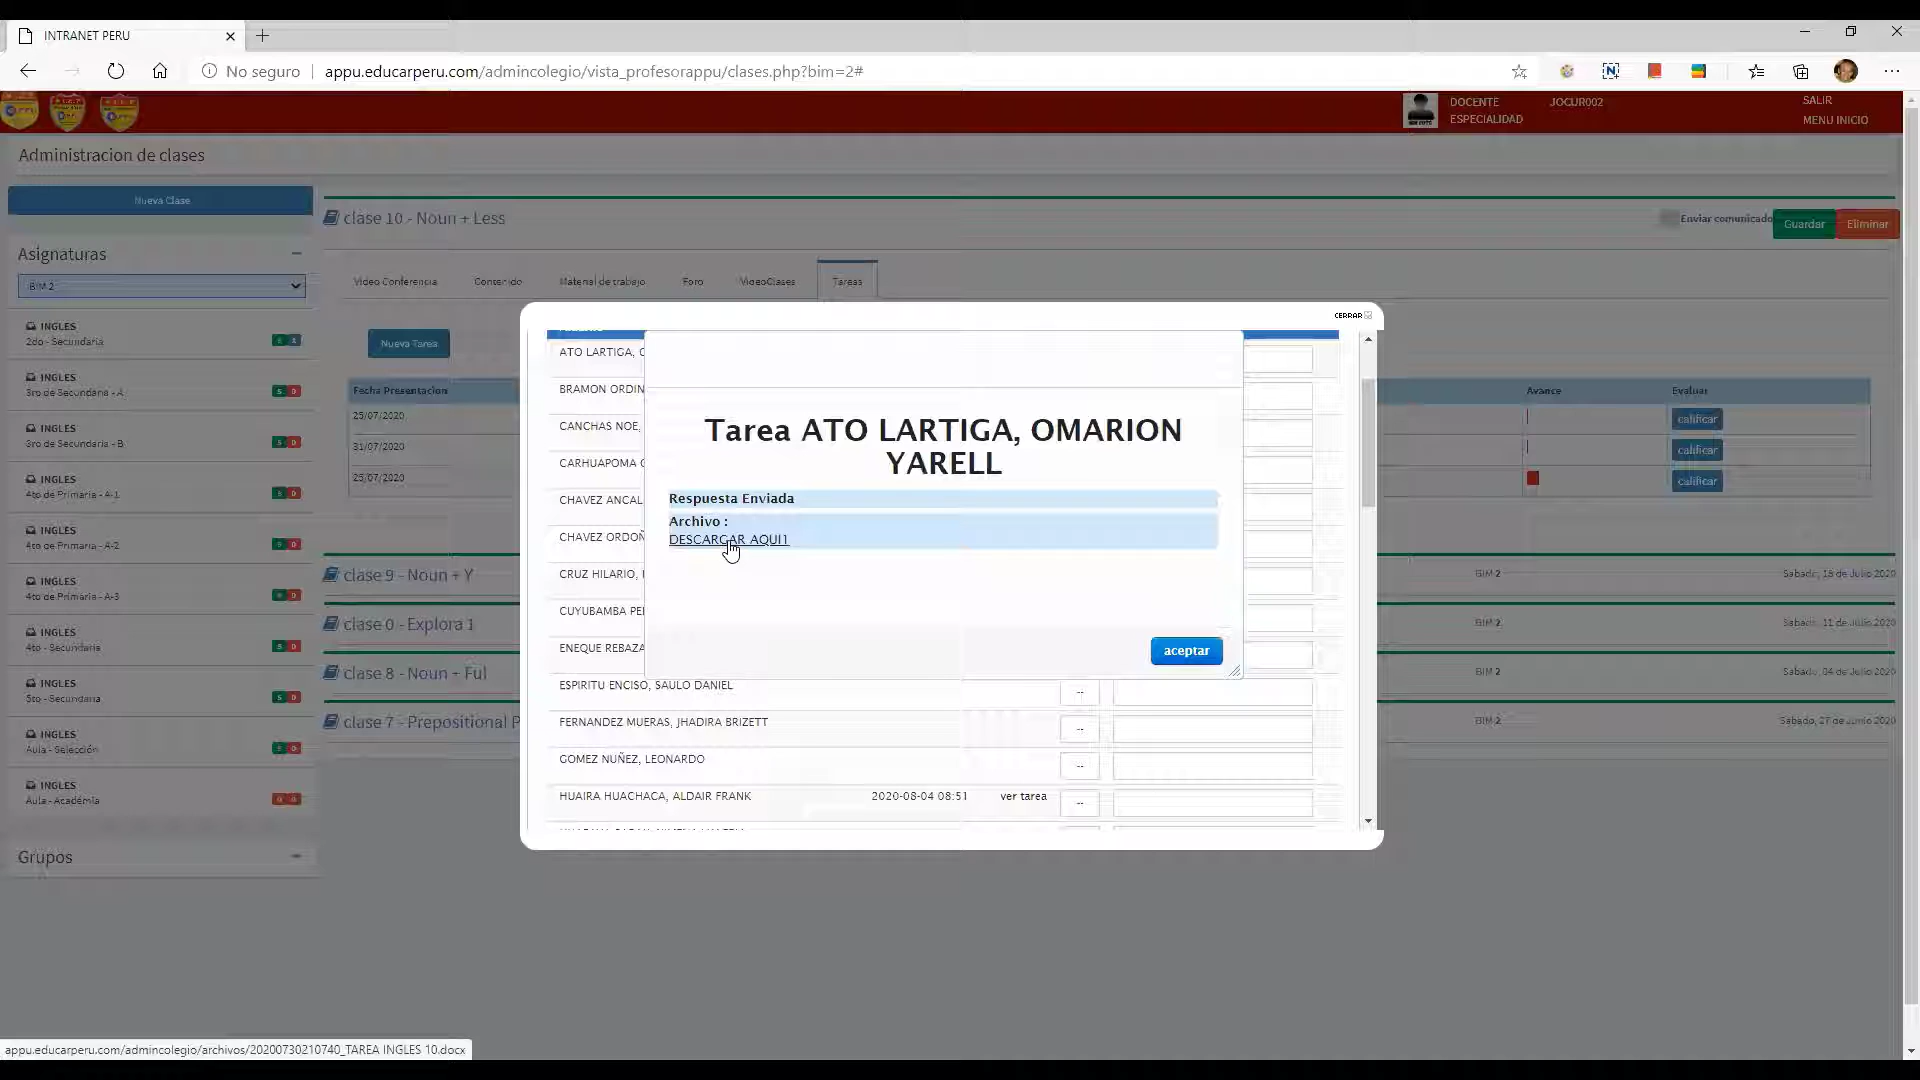 INTRANET PERU
No seguro
appu.educarperu.com/admincolegio/vista_profesorappu/clases.php?bim=2#
DOCENTE
JOCUR002
ESPECIALIDAD
SALIR
MENU INICIO
Administracion de clases
Nueva Clase
Asignaturas
BIM 2
INGLES
2do - Secundaria
INGLES
3ro de Secundaria - A
INGLES
3ro de Secundaria - B
INGLES
4to de Primaria - A-1
INGLES
4to de Primaria - A-2
INGLES
4to de Primaria - A-3
INGLES
4to - Secundaria
INGLES
5to - Secundaria
INGLES
Aula - Selección
INGLES
Aula - Academia
Grupos
clase 10 - Noun + Less
Enviar comunicado
Guardar
Eliminar
Video Conferencia
Contenido
Material de trabajo
Foro
VideoClases
Tareas
Nueva Tarea
Fecha Presentacion
Avance
Evaluar
25/07/2020
calificar
31/07/2020
calificar
25/07/2020
calificar
clase 9 - Noun + Y
BIM 2
Sabado, 18 de Julio 2020
clase 0 - Explora 1
BIM 2
Sabado, 11 de Julio 2020
clase 8 - Noun + Ful
BIM 2
Sabado, 04 de Julio 2020
clase 7 - Prepositional P
BIM 2
Sabado, 27 de Junio 2020
CERRAR
ATO LARTIGA, O
BRAMON ORDIN
CANCHAS NOE,
CARHUAPOMA
CHAVEZ ANCAL
CHAVEZ ORDOÑ
CRUZ HILARIO,
CUYUBAMBA PE
ENEQUE REBAZA
ESPIRITU ENCISO, SAULO DANIEL
--
FERNANDEZ MUERAS, JHADIRA BRIZETT
--
GOMEZ NUÑEZ, LEONARDO
--
HUAIRA HUACHACA, ALDAIR FRANK
2020-08-04 08:51
ver tarea
--
Tarea ATO LARTIGA, OMARION
YARELL
Respuesta Enviada
Archivo :
DESCARGAR AQUI1
aceptar
appu.educarperu.com/admincolegio/archivos/20200730210740_TAREA INGLES 10.docx